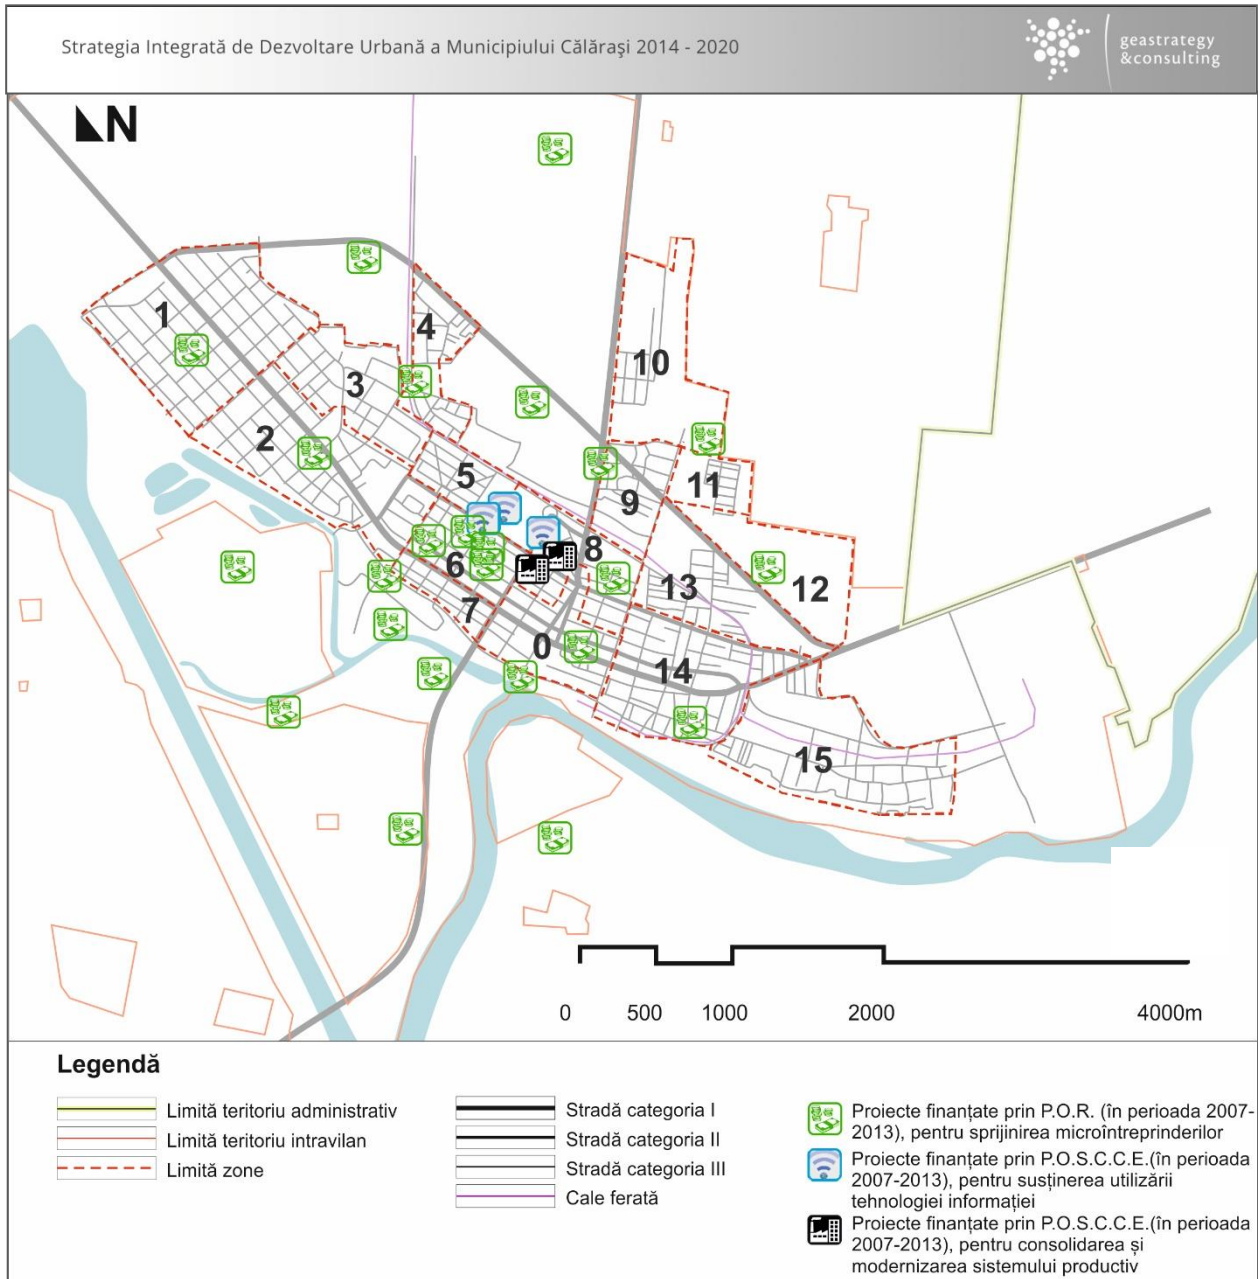 Strategia Integrată de Dezvoltare Urbană a Municipiului Călărași 2014 - 2020
geastrategy
&consulting
N
1
4
10
3
2
5
11
9
8
6
13
12
7
0
14
15
0 500 1000 2000 4000m
Legendă
Limită teritoriu administrativ
Limită teritoriu intravilan
Limită zone
Stradă categoria I
Stradă categoria II
Stradă categoria III
Cale ferată
Proiecte finanțate prin P.O.R. (în perioada 2007-
2013), pentru sprijinirea microîntreprinderilor
Proiecte finanțate prin P.O.S.C.C.E.(în perioada
2007-2013), pentru susținerea utilizării
tehnologiei informației
Proiecte finanțate prin P.O.S.C.C.E.(în perioada
2007-2013), pentru consolidarea și
modernizarea sistemului productiv